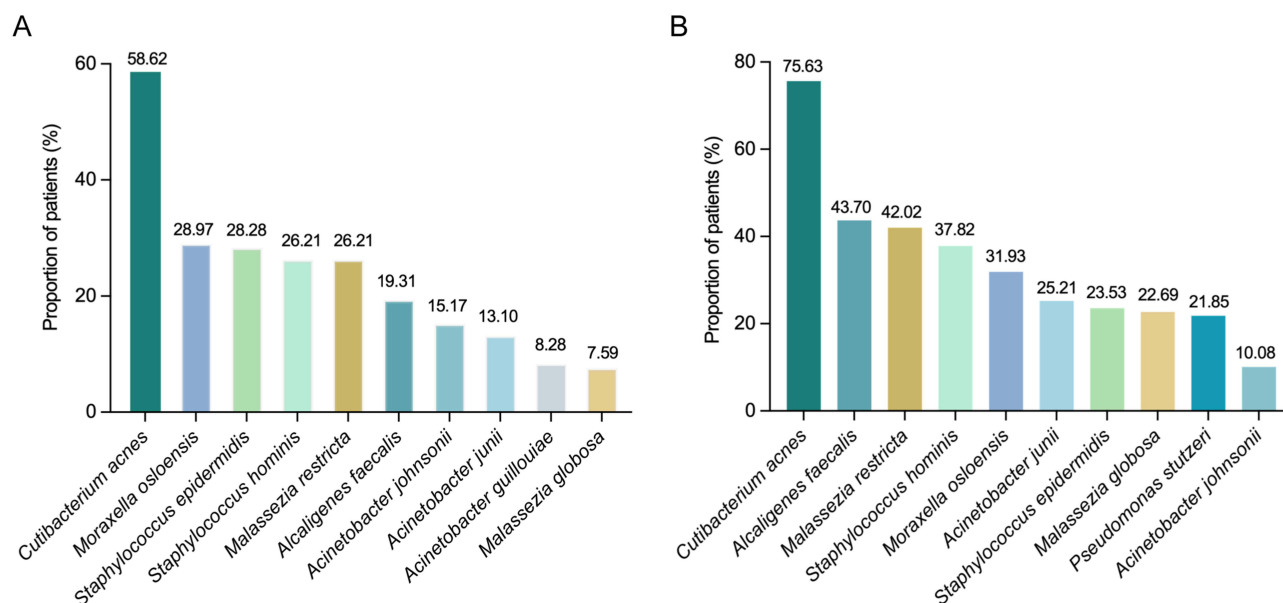 A
Proportion of patients (%)
60
40
20
0
58.62
28.97
28.28
26.21
26.21
19.31
15.17
13.10
8.28
7.59
Cutibacterium acnes
Moraxella osloensis
Staphylococcus epidermidis
Staphylococcus hominis
Malassezia restricta
Alcaligenes faecalis
Acinetobacter johnsonii
Acinetobacter junii
Acinetobacter guillouiae
Malassezia globosa
B
Proportion of patients (%)
80
60
40
20
0
75.63
43.70
42.02
37.82
31.93
25.21
23.53
22.69
21.85
10.08
Cutibacterium acnes
Alcaligenes faecalis
Malassezia restricta
Staphylococcus hominis
Moraxella osloensis
Acinetobacter junii
Staphylococcus epidermidis
Malassezia globosa
Pseudomonas stutzeri
Acinetobacter johnsonii